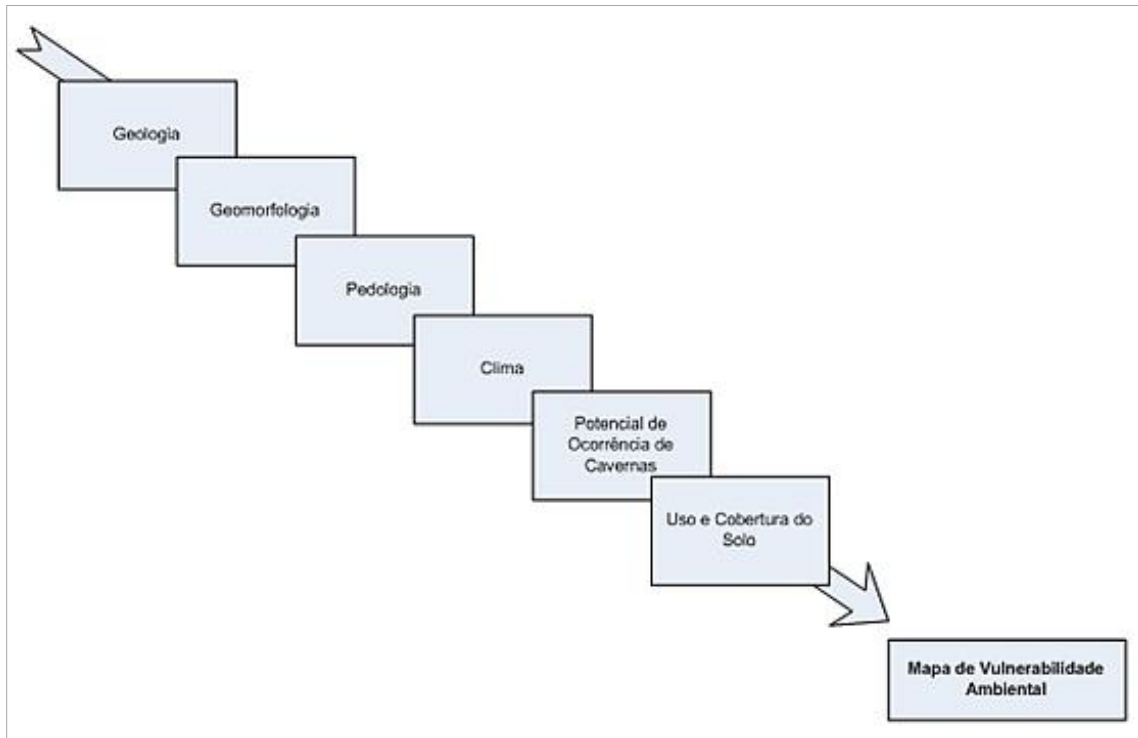 Geologia
Geomorfologia
Pedologia
Clima
Potencial de
Ocorrência de
Cavernas
Uso e Cobertura do
Solo
Mapa de Vulnerabilidade
Ambiental